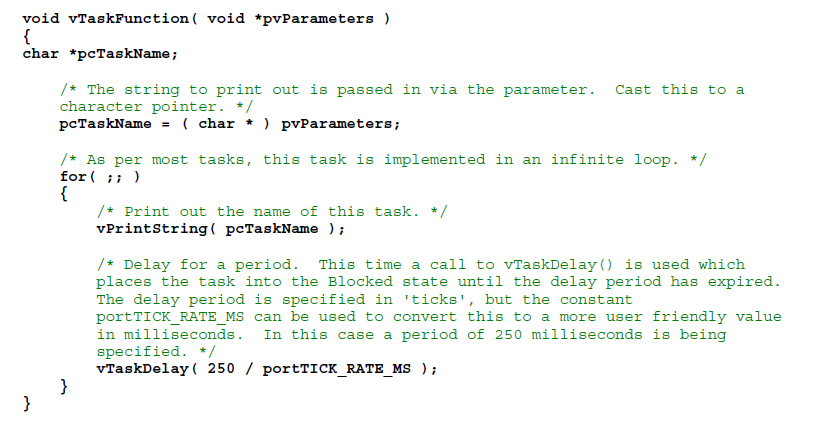 void vTaskFunction( void *pvParameters )
{
char *pcTaskName;
/* The string to print out is passed in via the parameter.  Cast this to a
character pointer. */
pcTaskName = ( char * ) pvParameters;
/* As per most tasks, this task is implemented in an infinite loop. */
for( ;; )
{
/* Print out the name of this task. */
vPrintString( pcTaskName );
/* Delay for a period.  This time a call to vTaskDelay() is used which
places the task into the Blocked state until the delay period has expired.
The delay period is specified in 'ticks', but the constant
portTICK_RATE_MS can be used to convert this to a more user friendly value
in milliseconds.  In this case a period of 250 milliseconds is being
specified. */
vTaskDelay( 250 / portTICK_RATE_MS );
}
}